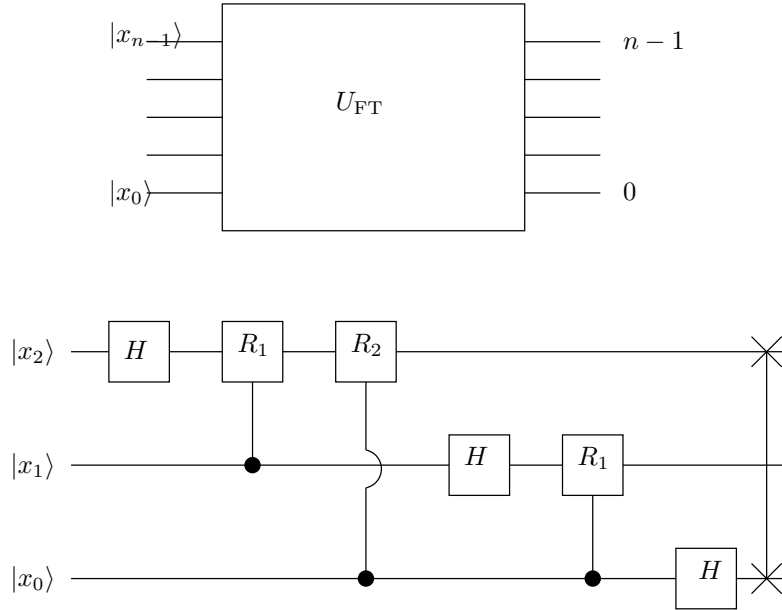 |x_{n−1}⟩ n − 1
U_FT
|x_0⟩ 0
|x_2⟩ H R_1 R_2
|x_1⟩ H R_1
|x_0⟩ H